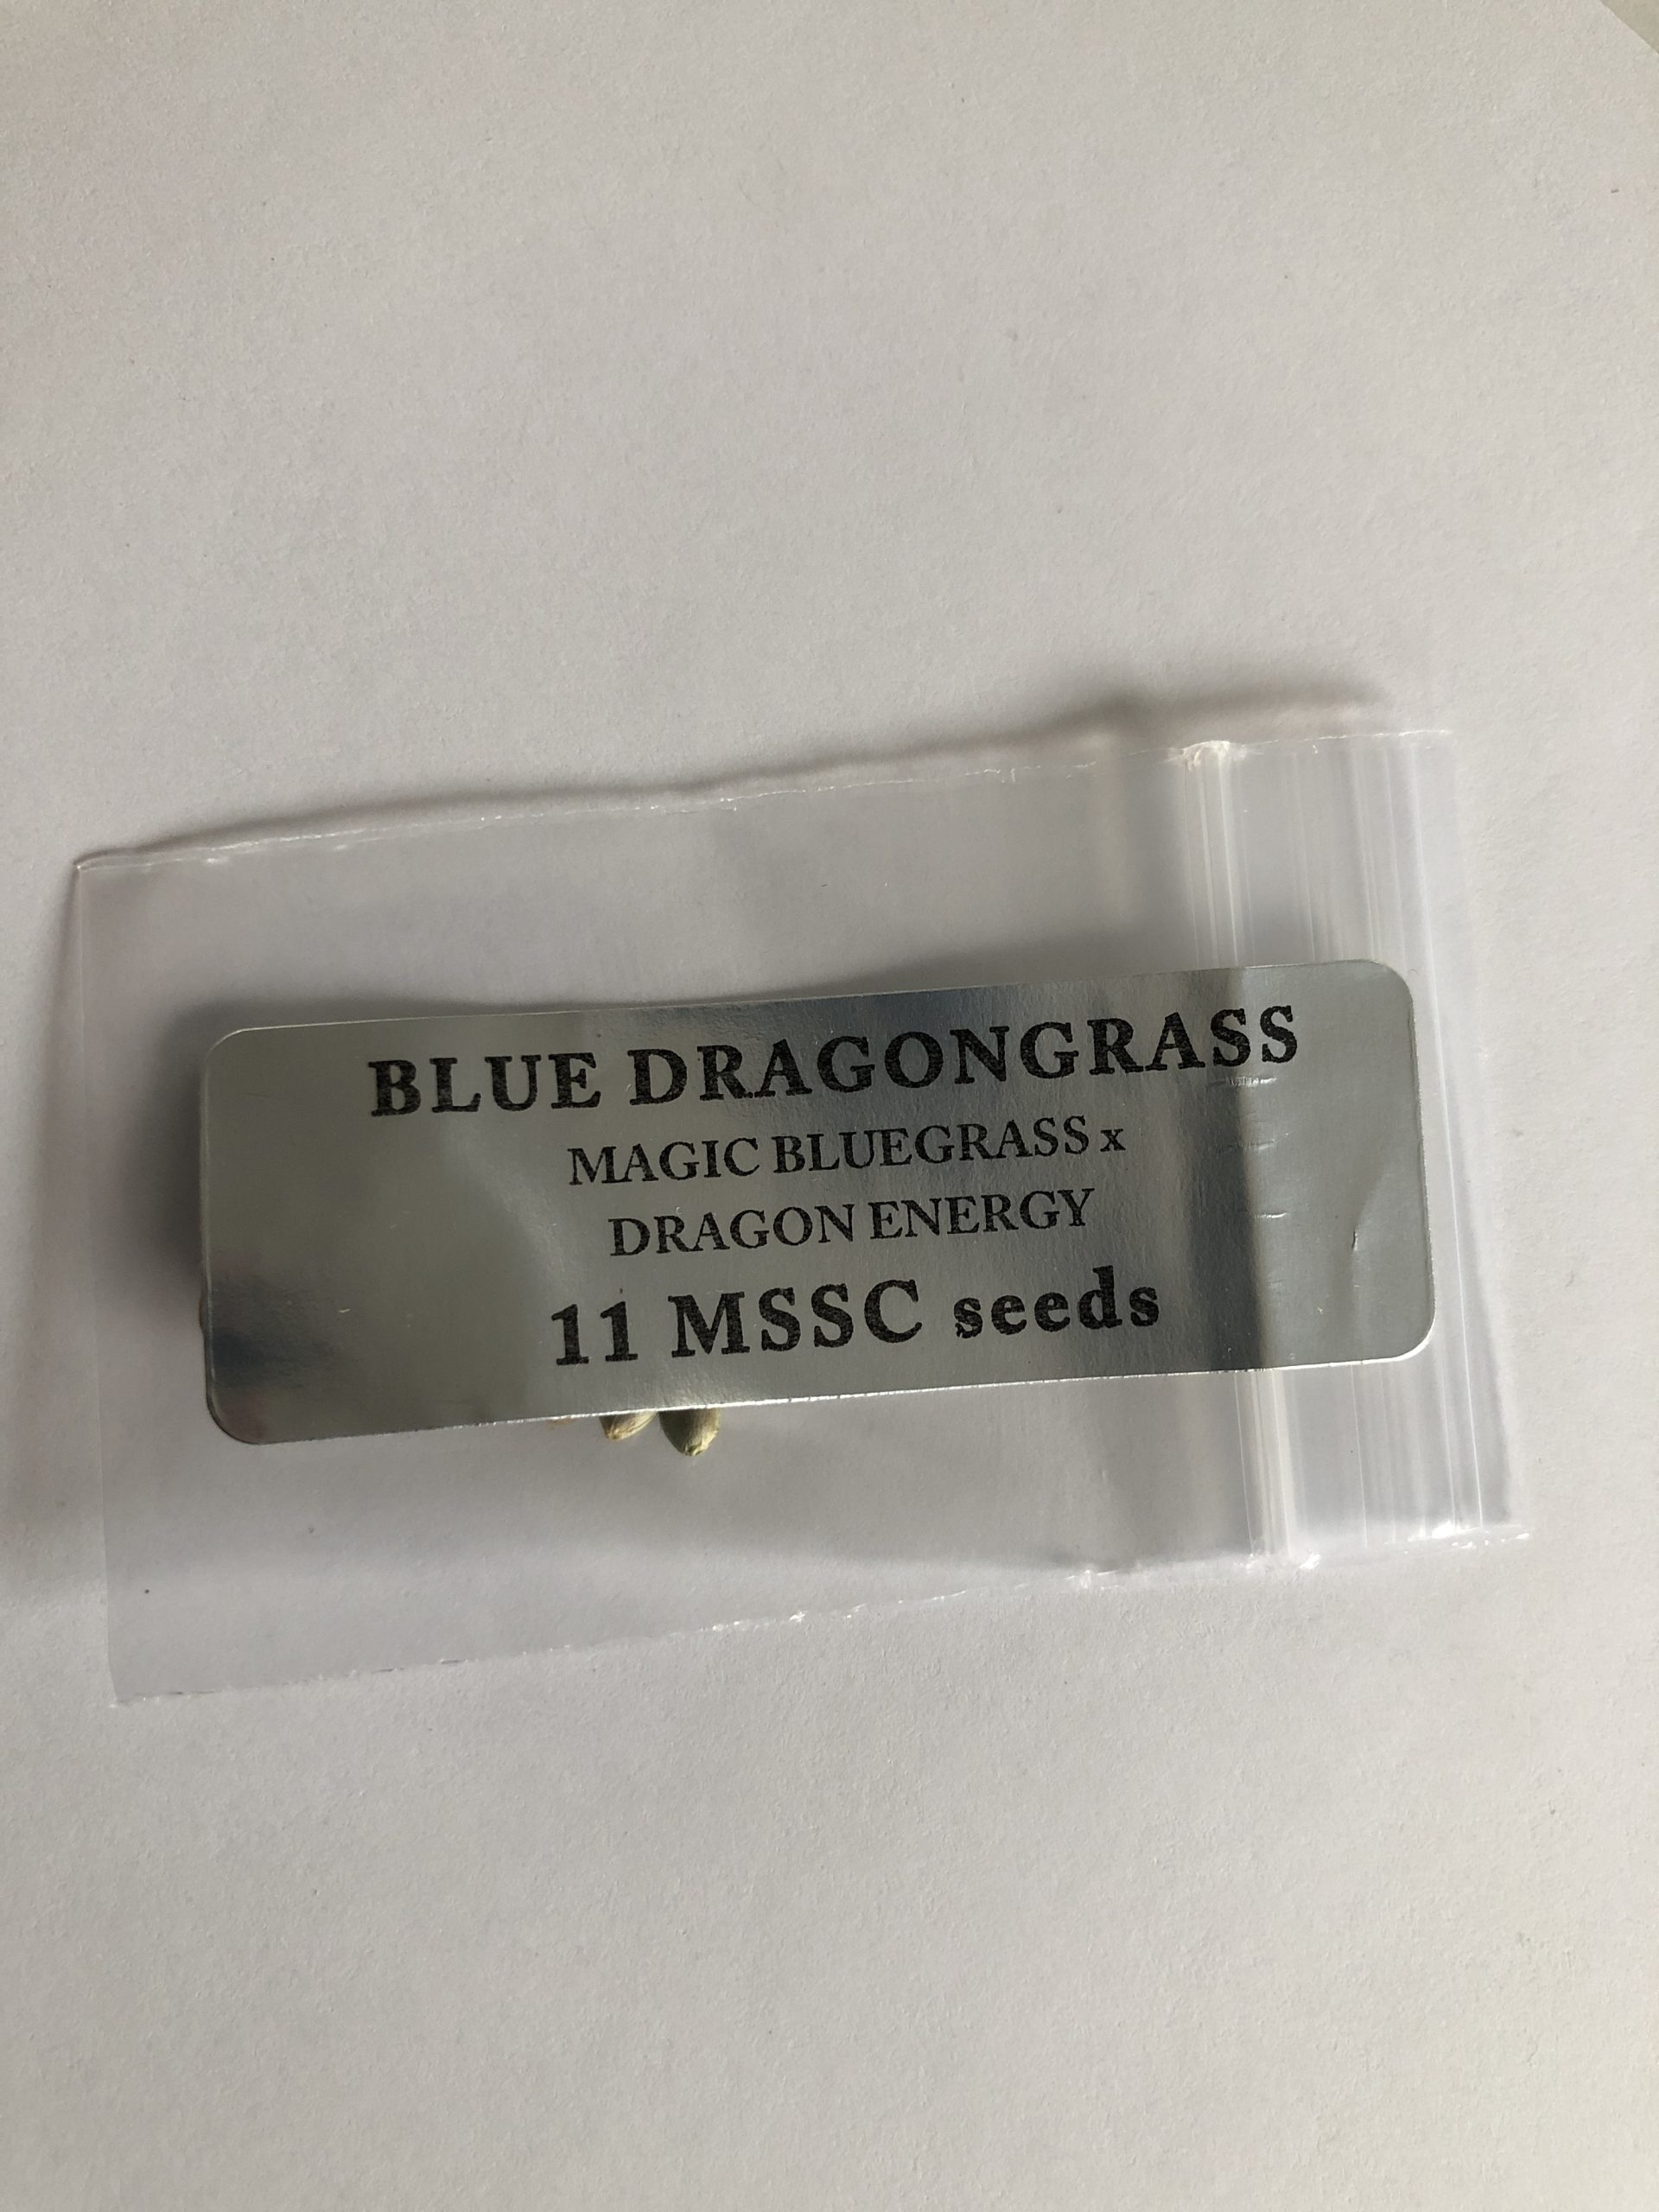 BLUE DRAGONGRASS
MAGIC BLUEGRASS x
DRAGON ENERGY
11 MSSC seeds